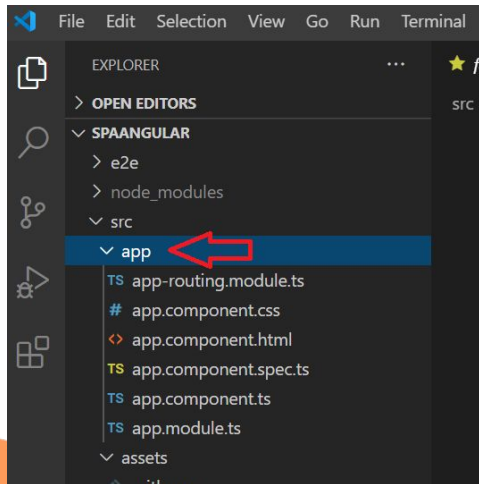 File Edit Selection View Go Run Terminal
EXPLORER ...
OPEN EDITORS
src
SPAANGULAR
e2e
node_modules
src
app
TS app-routing.module.ts
# app.component.css
<> app.component.html
TS app.component.spec.ts
TS app.component.ts
TS app.module.ts
assets